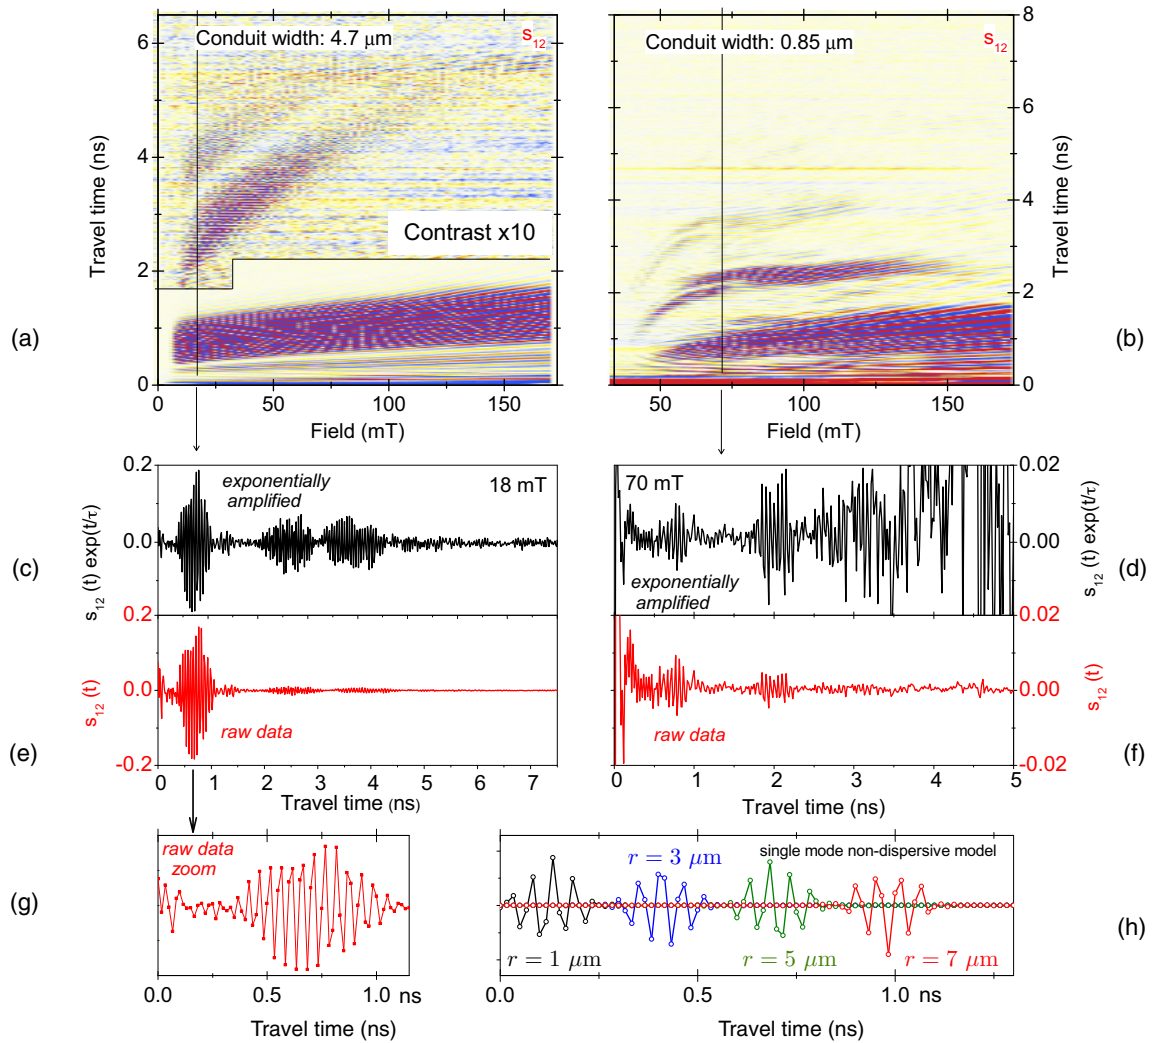 Conduit width: 4.7 μm
s12
Contrast x10
6
4
2
0
Travel time (ns)
0 50 100 150
Field (mT)
(a)
Conduit width: 0.85 μm
s12
8
6
4
2
0
Travel time (ns)
50 100 150
Field (mT)
(b)
exponentially
amplified
18 mT
0.2
0.0
s12 (t) exp(t/τ)
(c)
70 mT
exponentially
amplified
0.02
0.00
s12 (t) exp(t/τ)
(d)
0.2
0.0
-0.2
s12 (t)
raw data
0 1 2 3 4 5 6 7
Travel time (ns)
(e)
0.02
0.00
-0.02
s12 (t)
raw data
0 1 2 3 4 5
Travel time (ns)
(f)
raw data
zoom
0.0 0.5 1.0 ns
Travel time (ns)
(g)
single mode non-dispersive model
r = 3 μm
r = 1 μm
r = 5 μm
r = 7 μm
0.0 0.5 1.0 ns
Travel time (ns)
(h)